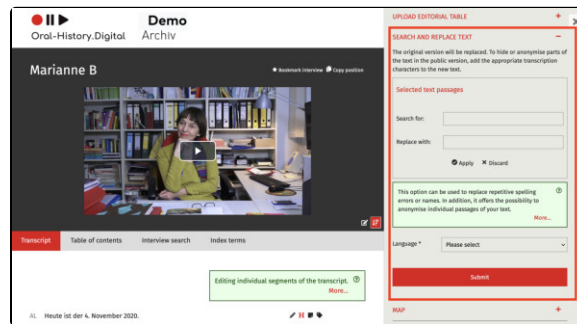 Oral-History.Digital
Demo
Archiv
Marianne B
Bookmark interview
Copy position
Transcript
Table of contents
Interview search
Index terms
Editing individual segments of the transcript.
More...
AL
Heute ist der 4. November 2020.
H
UPLOAD EDITORIAL TABLE
SEARCH AND REPLACE TEXT
The original version will be replaced. To hide or anonymise parts of
the text in the public version, add the appropriate transcription
characters to the new text.
Selected text passages
Search for:
Replace with:
Apply
Discard
This option can be used to replace repetitive spelling
errors or names. In addition, it offers the possibility to
anonymise individual passages of your text.
More...
Language *
Please select
Submit
MAP